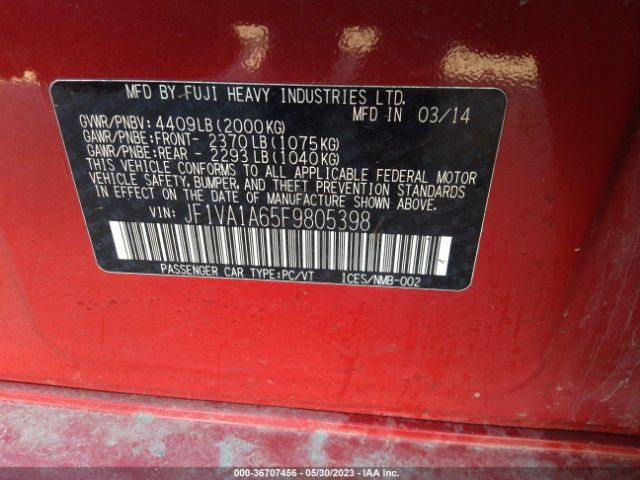 MFD BY FUJI HEAVY INDUSTRIES LTD.
MFD IN 03/14
GVWR/PNBV: 4409LB(2000KG)
GAWR/PNBE:FRONT- 2370LB(1075KG)
GAWR/PNBE:REAR - 2293LB(1040KG)
THIS VEHICLE CONFORMS TO ALL APPLICABLE FEDERAL MOTOR
VEHICLE SAFETY, BUMPER, AND THEFT PREVENTION STANDARDS
IN EFFECT ON THE DATE OF MANUFACTURE SHOWN ABOVE.
VIN: JF1VA1A65F9805398
PASSENGER CAR TYPE:PC/VT ICES/NMB-002
000-36707456 - 05/30/2023 - IAA Inc.